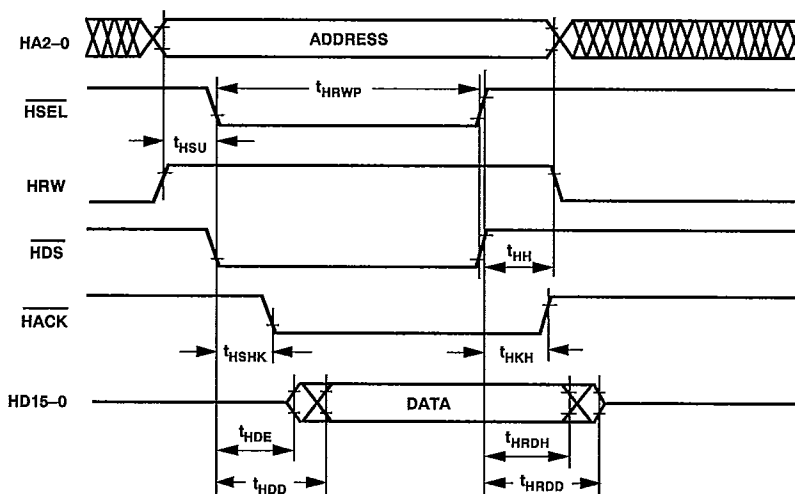 HA2–0
ADDRESS
tHRWP
HSEL
tHSU
HRW
HDS
tHH
HACK
tHSHK
tHKH
HD15–0
DATA
tHDE
tHRDH
tHDD
tHRDD